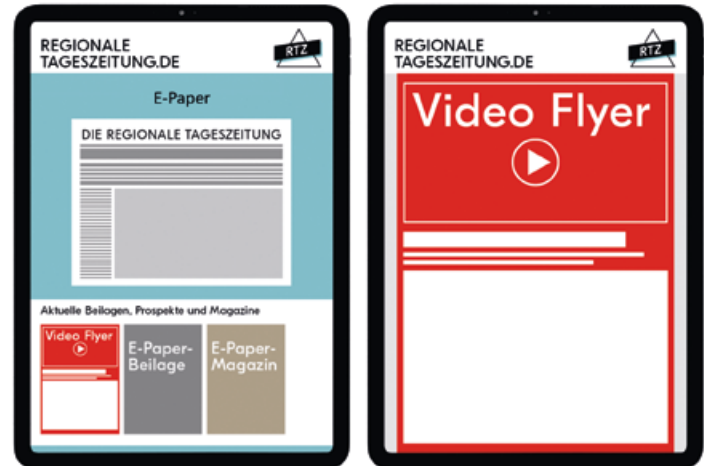 REGIONALE
TAGESZEITUNG.DE
RTZ
E-Paper
DIE REGIONALE TAGESZEITUNG
Aktuelle Beilagen, Prospekte und Magazine
Video Flyer
E-Paper-
Beilage
E-Paper-
Magazin
REGIONALE
TAGESZEITUNG.DE
RTZ
Video Flyer